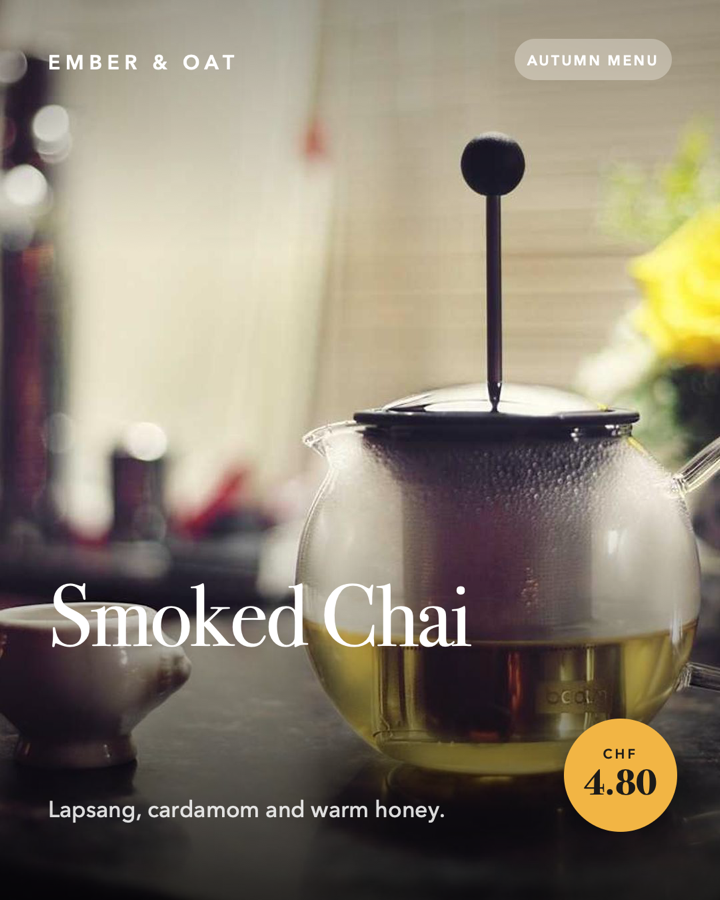 EMBER & OAT
AUTUMN MENU
Smoked Chai
CHF
4.80
Lapsang, cardamom and warm honey.